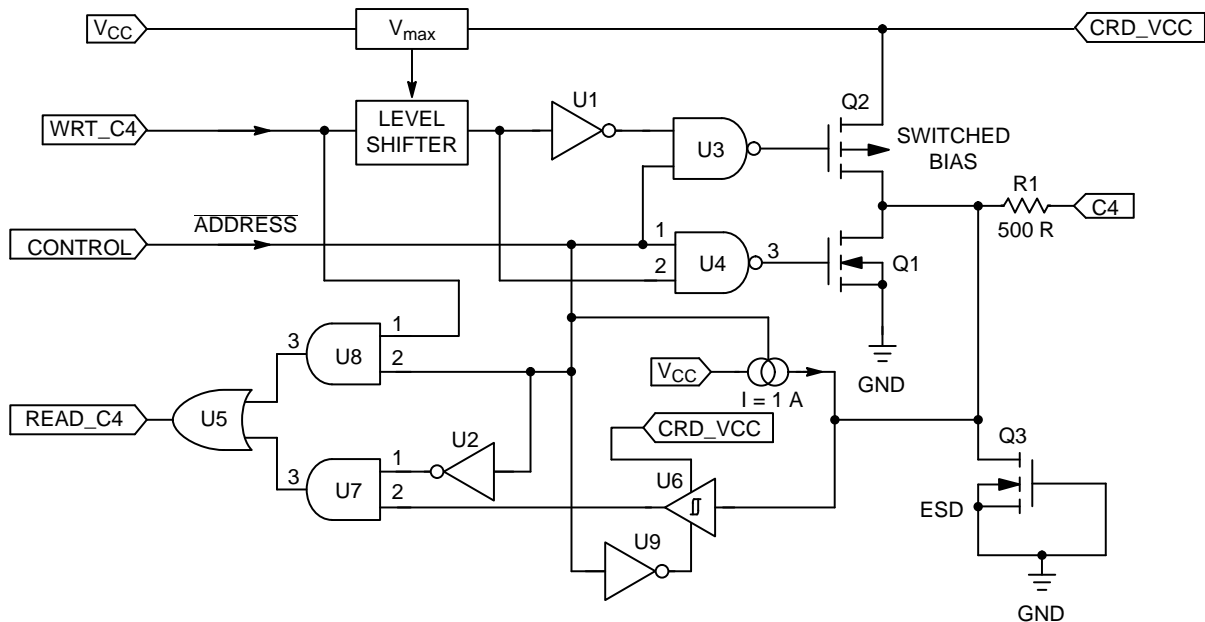 VCC
Vmax
CRD_VCC
WRT_C4
LEVEL
SHIFTER
U1
U3
Q2
SWITCHED
BIAS
R1
500 R
C4
CONTROL
ADDRESS
1
2
U4
3
Q1
GND
3
U8
1
2
VCC
I = 1 A
READ_C4
U5
U2
CRD_VCC
3
U7
1
2
U6
Q3
ESD
U9
GND